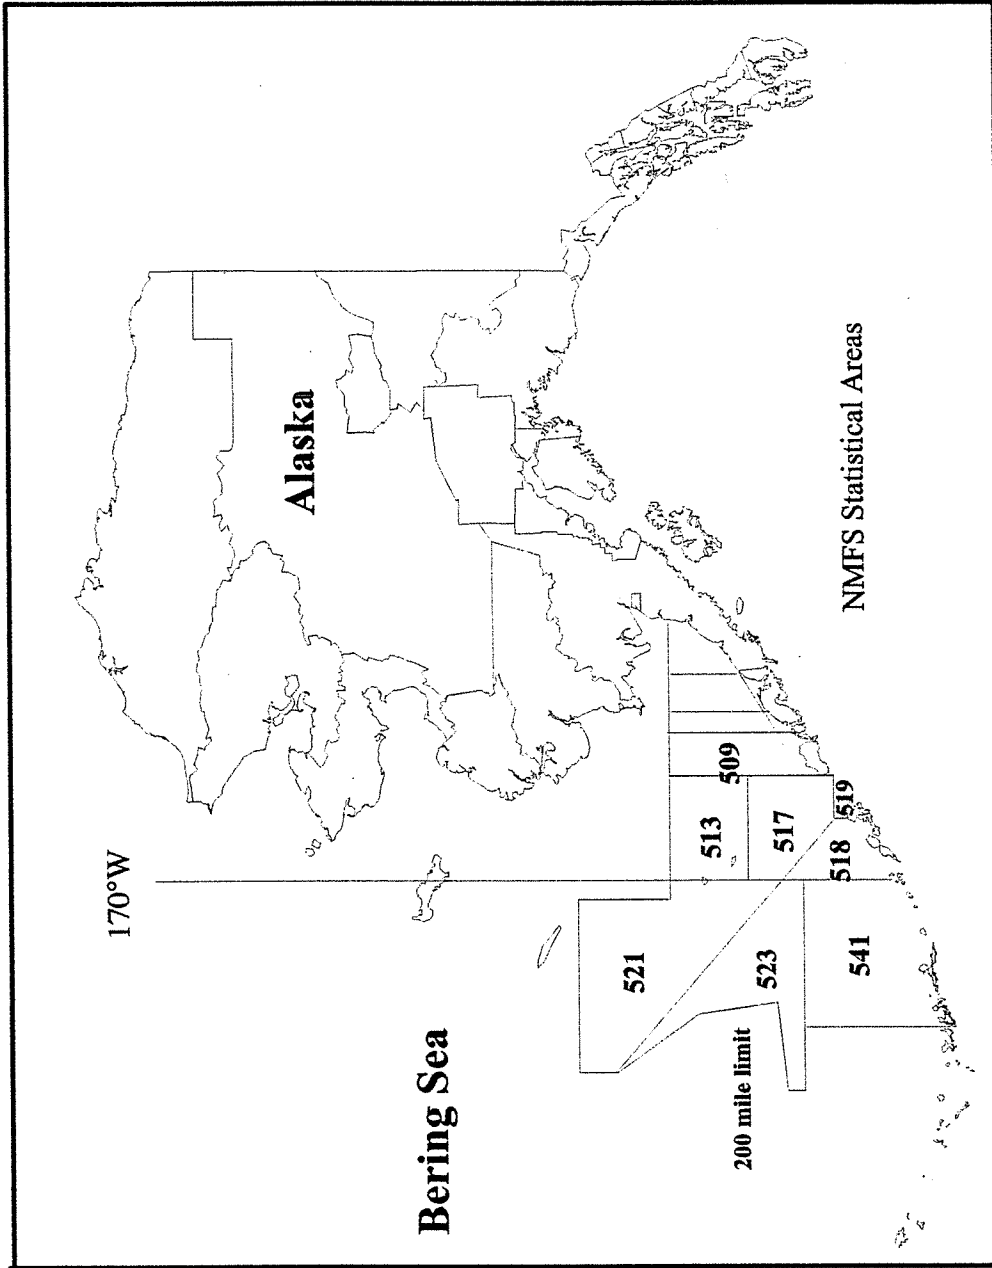 170°W
Alaska
Bering Sea
509
513
517
519
518
521
523
541
200 mile limit
NMFS Statistical Areas